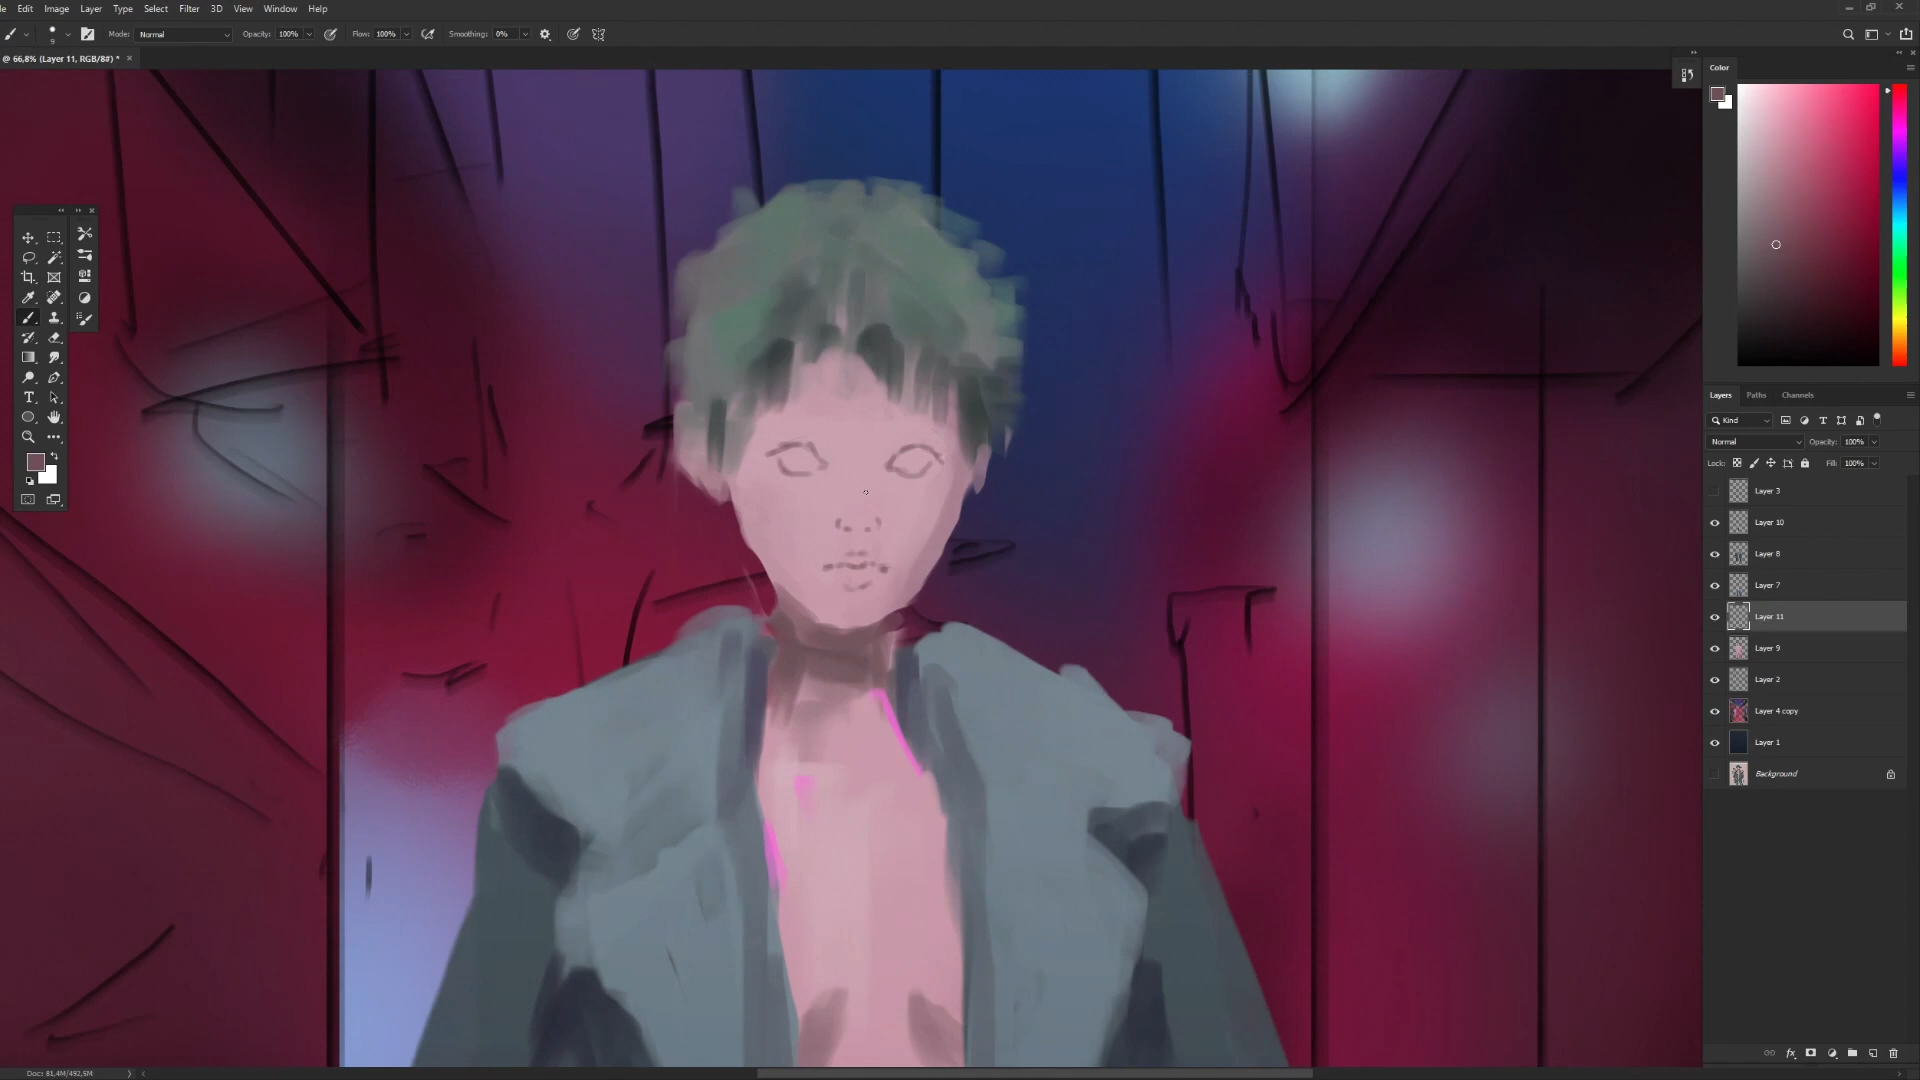 Edit Image Layer Type Select Filter 3D View Window Help
Mode: Normal Opacity: 100% Flow: 100% Smoothing: 0%
@ 66,8% (Layer 11, RGB/8#) *
Color
Layers Paths Channels
Kind
Normal Opacity: 100%
Lock: Fill: 100%
Layer 3
Layer 10
Layer 8
Layer 7
Layer 11
Layer 9
Layer 2
Layer 4 copy
Layer 1
Background
Doc: 81,4M/492,5M